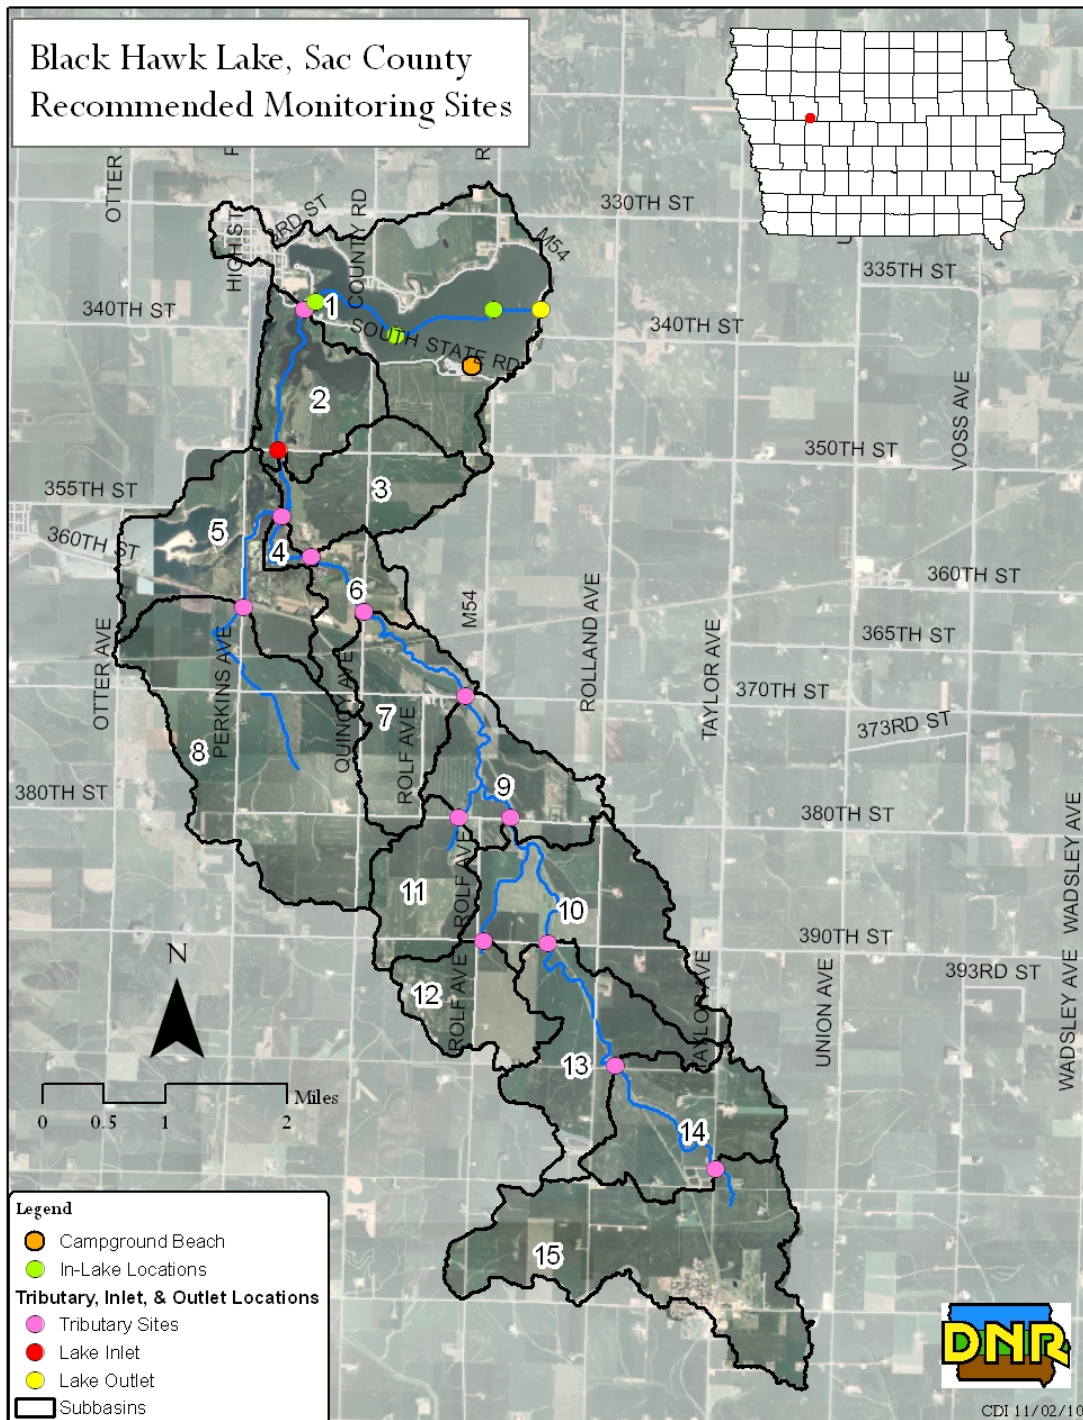 Black Hawk Lake, Sac County
Recommended Monitoring Sites
OTTER
HIGH ST
RD ST
COUNTY RD
330TH ST
M54
335TH ST
340TH ST
1
SOUTH STATE RD
340TH ST
2
VOSS AVE
350TH ST
3
355TH ST
5
360TH ST
4
360TH ST
6
M54
ROLLAND AVE
365TH ST
OTTER AVE
PERKINS AVE
QUINCY AVE
7
ROLF AVE
TAYLOR AVE
370TH ST
373RD ST
8
380TH ST
9
380TH ST
WADSLEY AVE
11
ROLF AVE
10
390TH ST
N
12
ROLF AVE
TAYLOR AVE
UNION AVE
393RD ST
WADSLEY AVE
13
Miles
0 0.5 1 2
14
15
Legend
Campground Beach
In-Lake Locations
Tributary, Inlet, & Outlet Locations
Tributary Sites
Lake Inlet
Lake Outlet
Subbasins
DNR
CDI 11/02/10